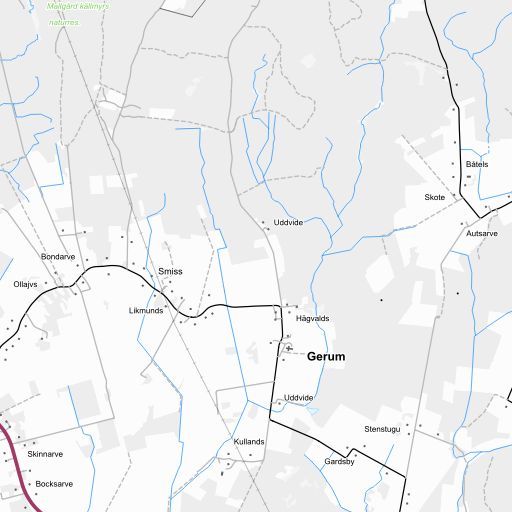 Mallgård källmyrs
naturres.
Båtels
Skote
Uddvide
Autsarve
Bondarve
Smiss
Ollajvs
Likmunds
Hägvalds
Gerum
Uddvide
Stenstugu
Kullands
Skinnarve
Gardsby
Bocksarve